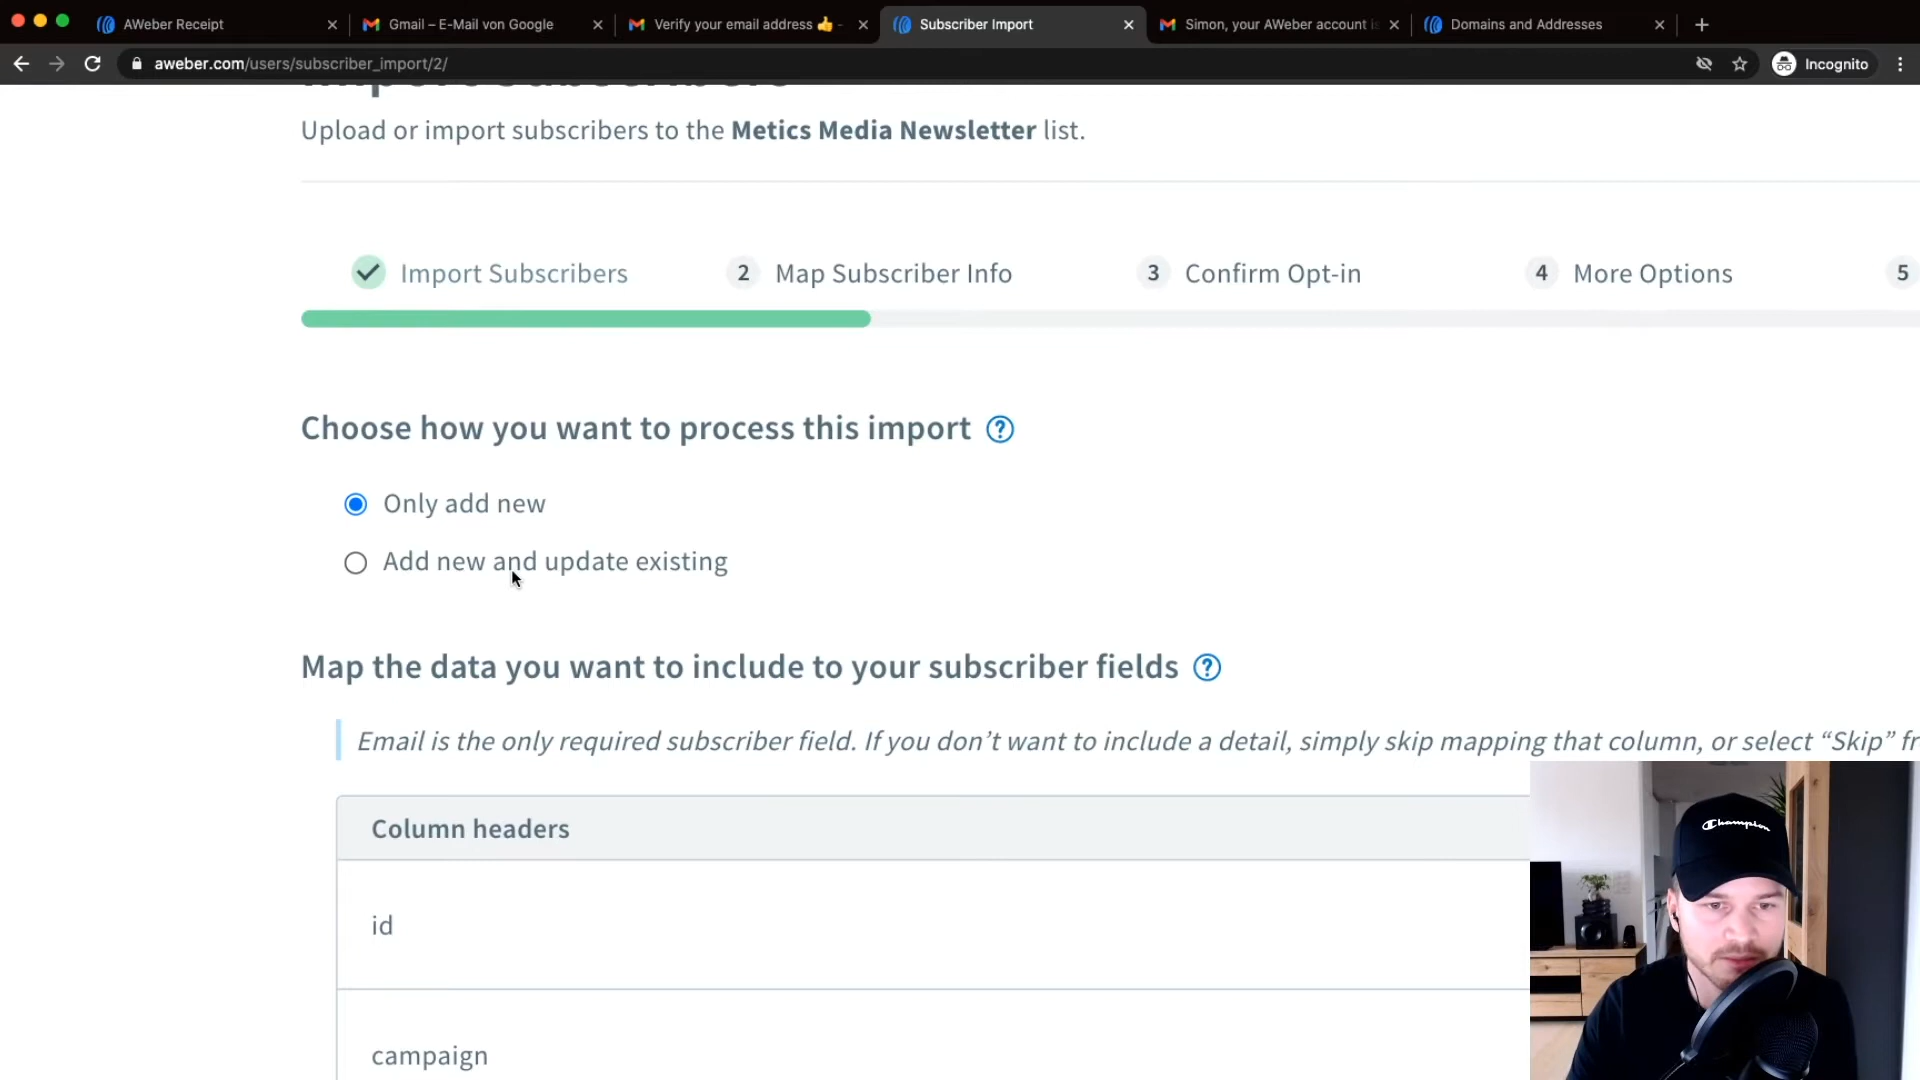 AWeber Receipt
Gmail – E-Mail von Google
Verify your email address 👍 -
Subscriber Import
Simon, your AWeber account is
Domains and Addresses
aweber.com/users/subscriber_import/2/
Incognito
Upload or import subscribers to the Metics Media Newsletter list.
Import Subscribers
2 Map Subscriber Info
3 Confirm Opt-in
4 More Options
5
Choose how you want to process this import ?
Only add new
Add new and update existing
Map the data you want to include to your subscriber fields ?
Email is the only required subscriber field. If you don’t want to include a detail, simply skip mapping that column, or select “Skip” fr
Column headers
id
campaign
Champion